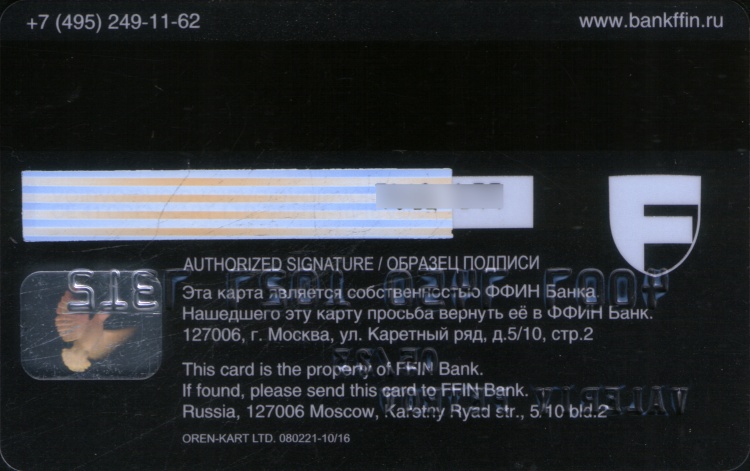 +7 (495) 249-11-62 www.bankffin.ru
AUTHORIZED SIGNATURE / ОБРАЗЕЦ ПОДПИСИ
Эта карта является собственностью ФФИН Банка.
Нашедшего эту карту просьба вернуть её в ФФИН Банк.
127006, г. Москва, ул. Каретный ряд, д.5/10, стр.2
This card is the property of FFIN Bank.
If found, please send this card to FFIN Bank.
Russia, 127006 Moscow, Karetny Ryad str., 5/10 bld.2
OREN-KART LTD. 080221-10/16